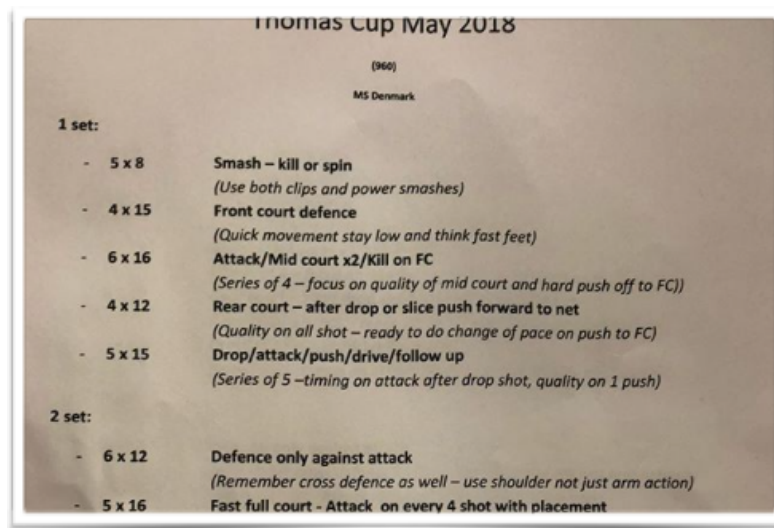 Thomas Cup May 2018
(960)
MS Denmark
1 set:
- 5 x 8 Smash – kill or spin
(Use both clips and power smashes)
- 4 x 15 Front court defence
(Quick movement stay low and think fast feet)
- 6 x 16 Attack/Mid court x2/Kill on FC
(Series of 4 – focus on quality of mid court and hard push off to FC))
- 4 x 12 Rear court – after drop or slice push forward to net
(Quality on all shot – ready to do change of pace on push to FC)
- 5 x 15 Drop/attack/push/drive/follow up
(Series of 5 –timing on attack after drop shot, quality on 1 push)
2 set:
- 6 x 12 Defence only against attack
(Remember cross defence as well – use shoulder not just arm action)
- 5 x 16 Fast full court - Attack on every 4 shot with placement